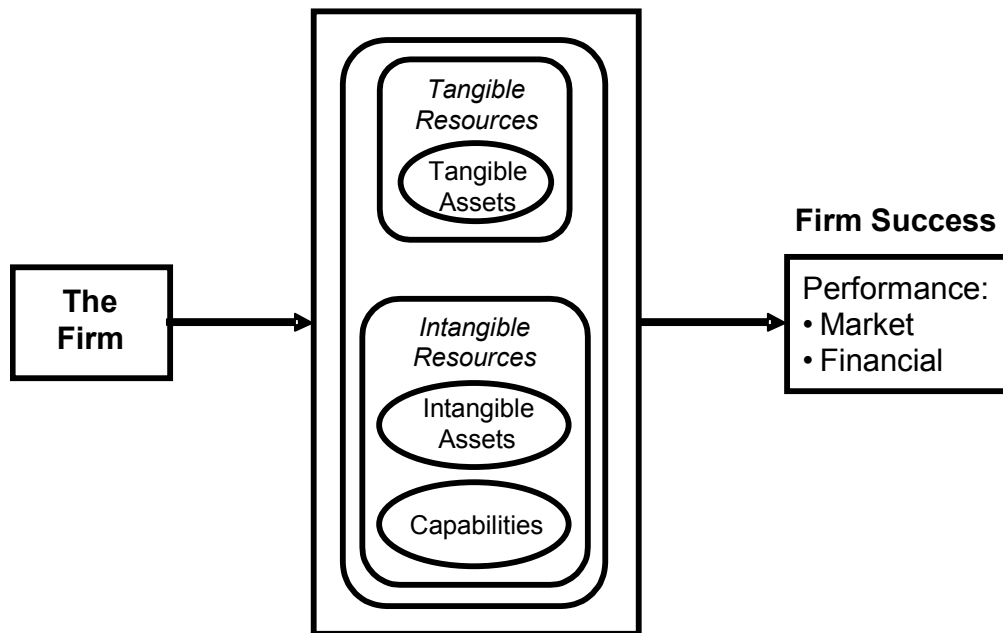 The
Firm
Tangible
Resources
Tangible
Assets
Intangible
Resources
Intangible
Assets
Capabilities
Firm Success
Performance:
• Market
• Financial